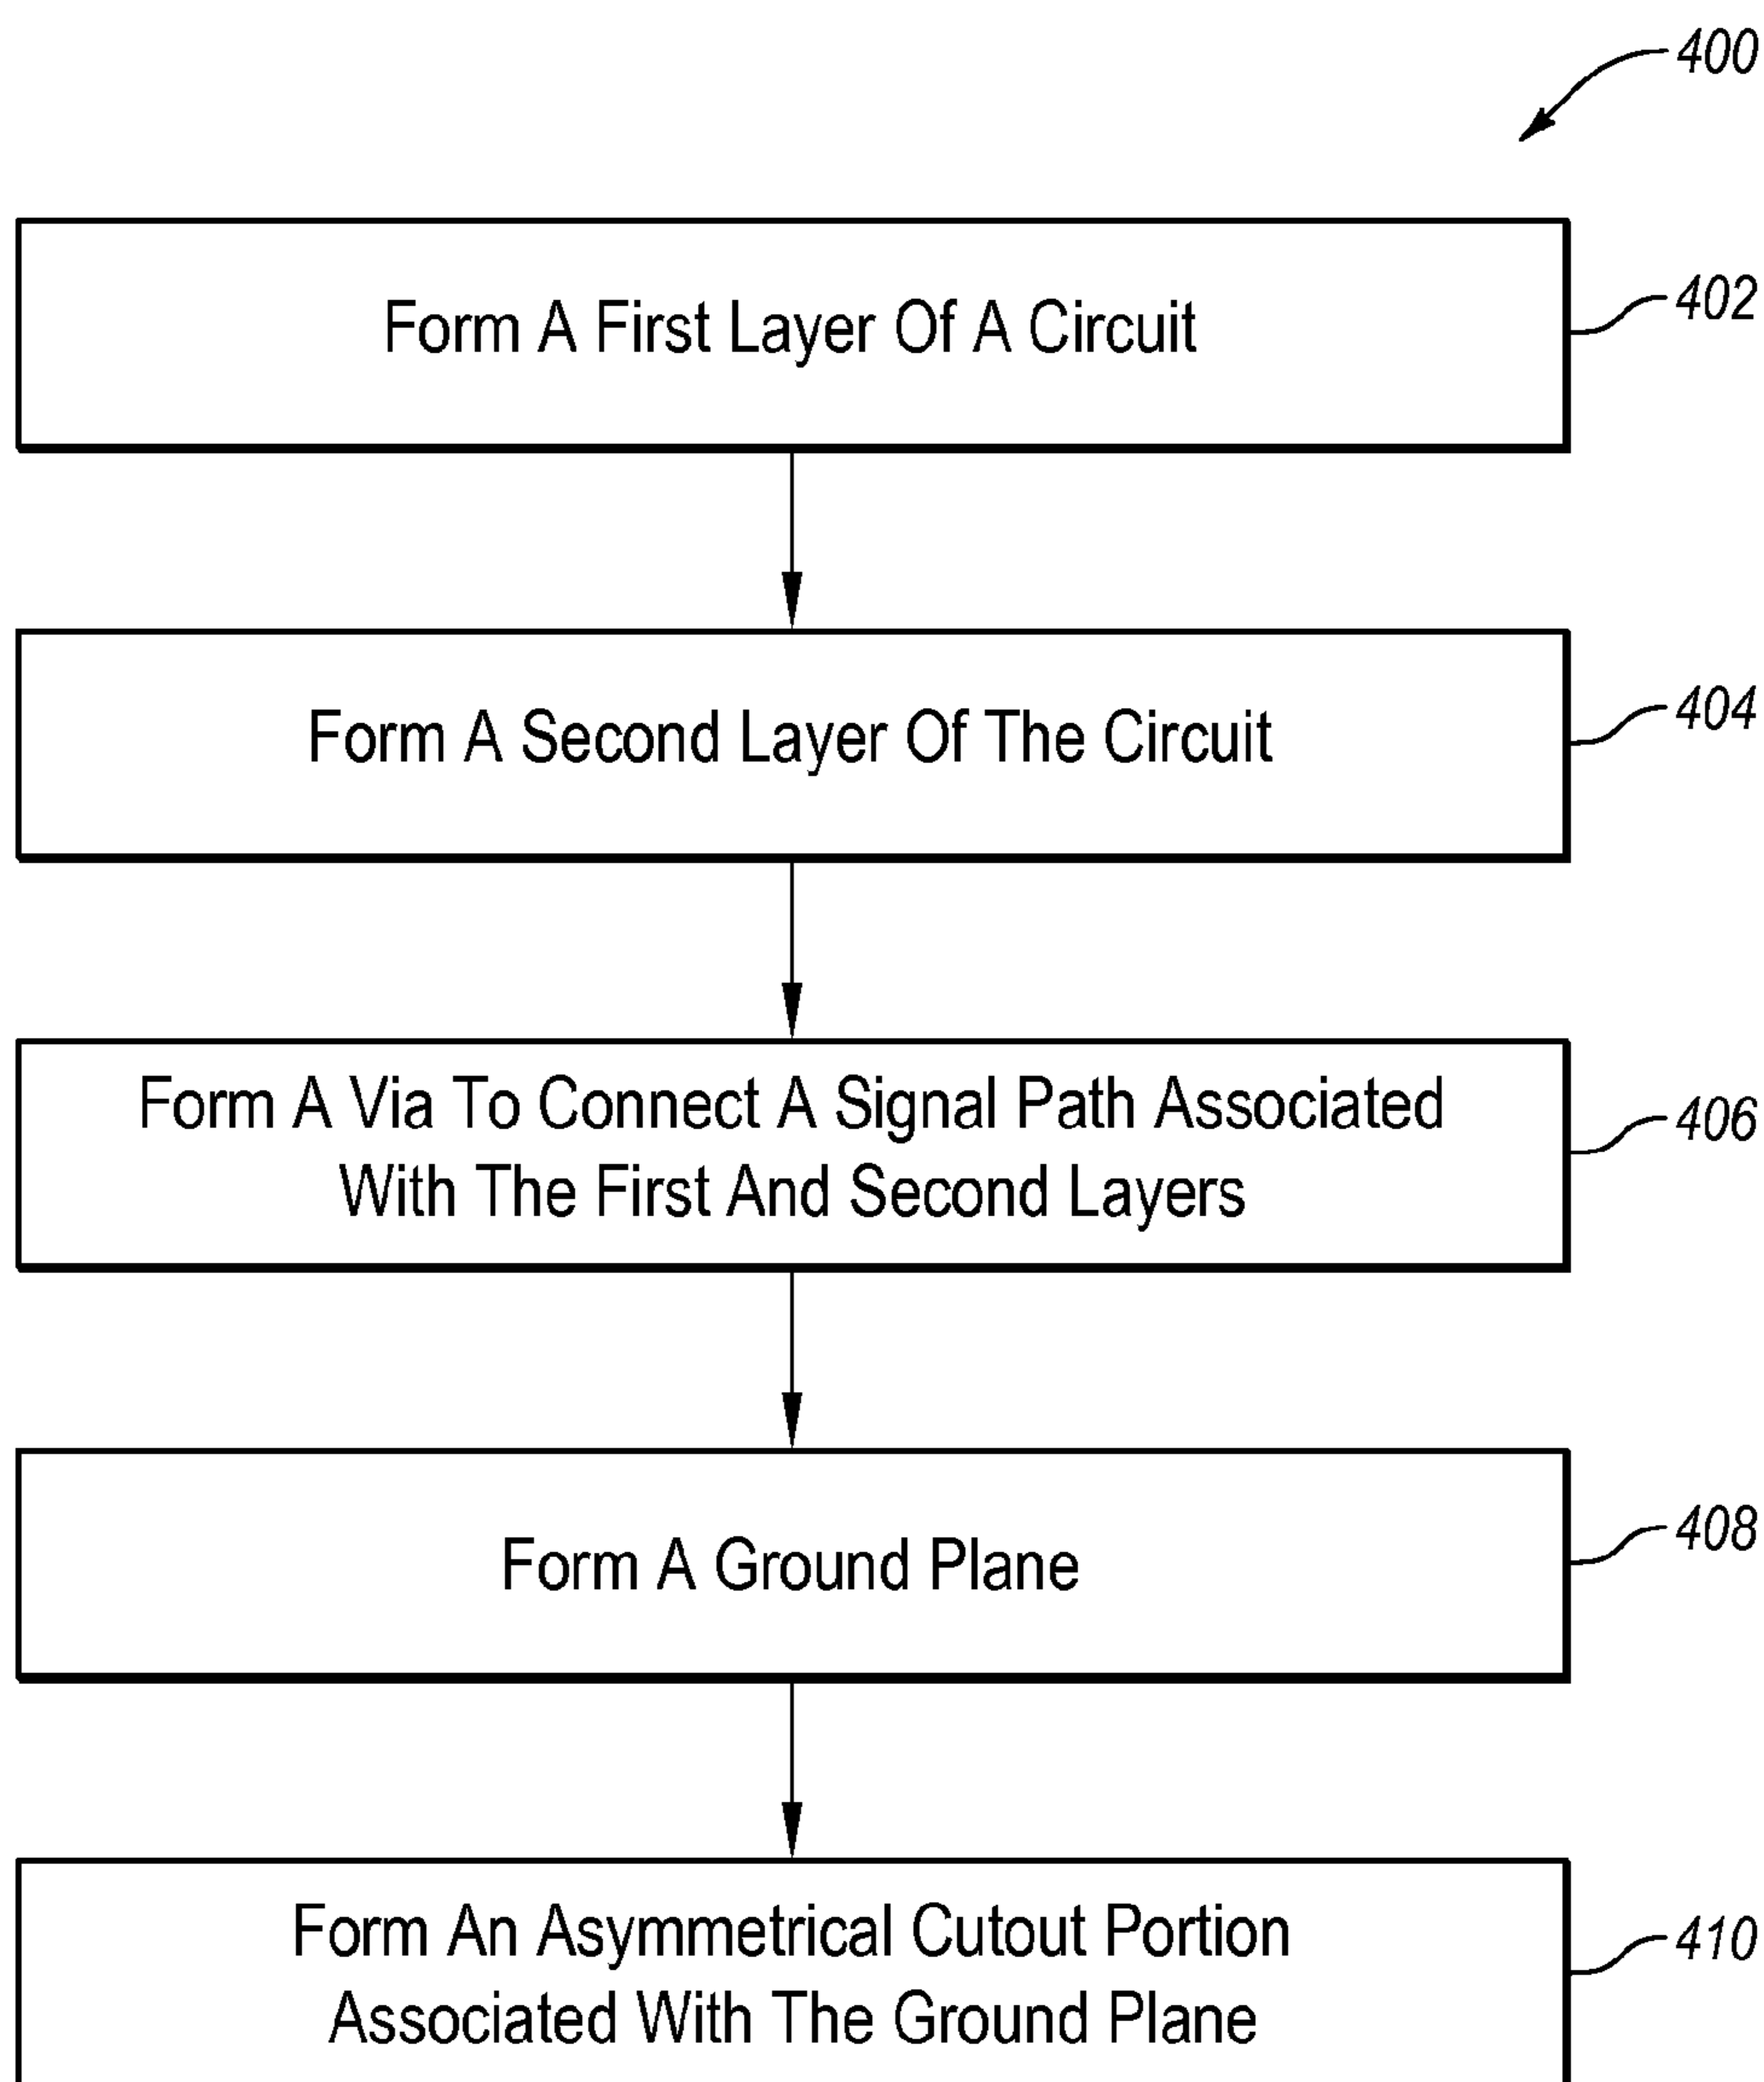 400
Form A First Layer Of A Circuit
402
Form A Second Layer Of The Circuit
404
Form A Via To Connect A Signal Path Associated
With The First And Second Layers
406
Form A Ground Plane
408
Form An Asymmetrical Cutout Portion
Associated With The Ground Plane
410